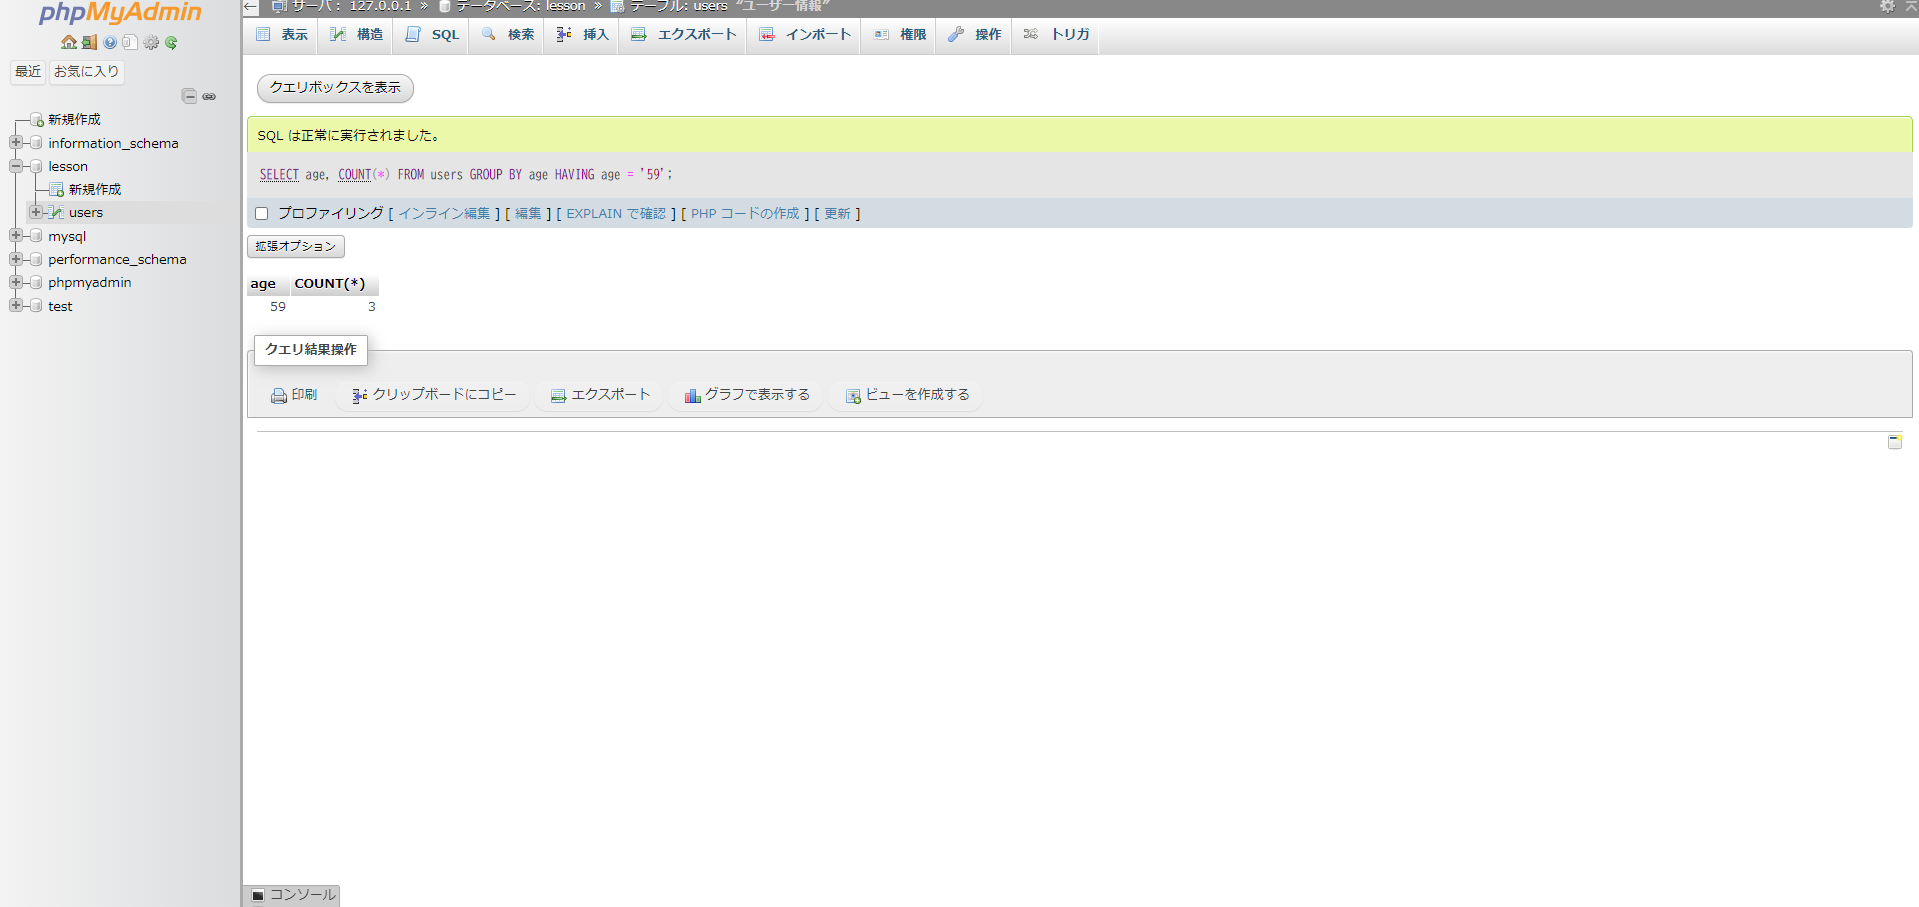 phpMyAdmin
最近 お気に入り
新規作成
information_schema
lesson
新規作成
users
mysql
performance_schema
phpmyadmin
test
サーバ: 127.0.0.1 » データベース: lesson » テーブル: users "ユーザー情報"
表示 構造 SQL 検索 挿入 エクスポート インポート 権限 操作 トリガ
クエリボックスを表示
SQL は正常に実行されました。
SELECT age, COUNT(*) FROM users GROUP BY age HAVING age = '59';
プロファイリング [ インライン編集 ] [ 編集 ] [ EXPLAIN で確認 ] [ PHP コードの作成 ] [ 更新 ]
拡張オプション
age COUNT(*)
59 3
クエリ結果操作
印刷 クリップボードにコピー エクスポート グラフで表示する ビューを作成する
コンソール